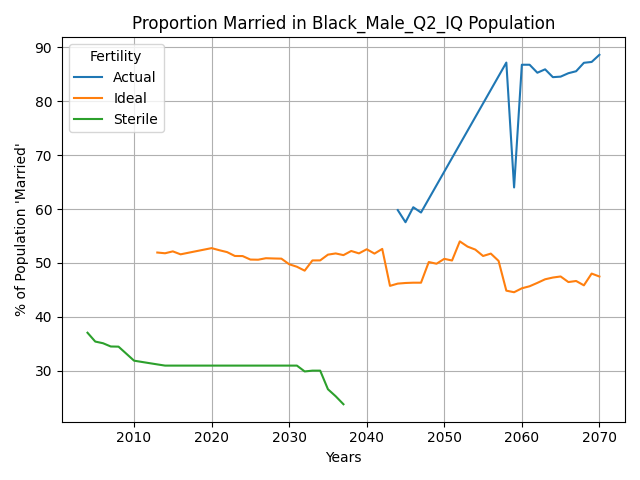 Proportion Married in Black_Male_Q2_IQ Population
Fertility
Actual
Ideal
Sterile
% of Population 'Married'
90
80
70
60
50
40
30
2010 2020 2030 2040 2050 2060 2070
Years